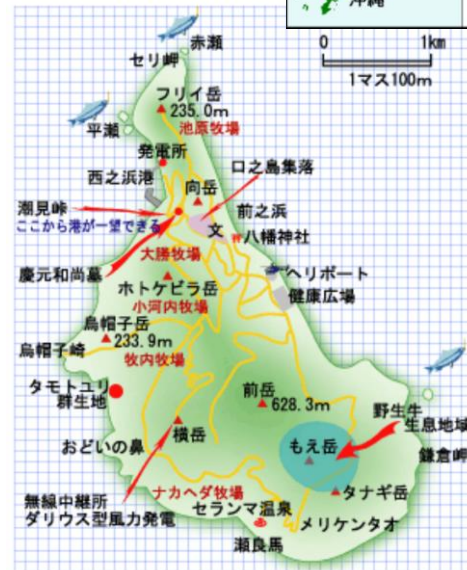 沖縄
0 1km
1マス100m
赤瀬
セリ岬
フリイ岳
235.0m
平瀬
池原牧場
発電所
口之島集落
西之浜港
向岳
潮見峠
ここから港が一望できる
前之浜
文
八幡神社
大勝牧場
慶元和尚墓
ヘリポート
ホトケビラ岳
健康広場
小河内牧場
烏帽子岳
233.9m
烏帽子崎
牧内牧場
タモトユリ
群生地
前岳
628.3m
野生牛
生息地域
おどいの鼻
横岳
もえ岳
鎌倉岬
無線中継所
ダリウス型風力発電
ナカヘダ牧場
タナギ岳
セランマ温泉
メリケンタオ
瀬良馬